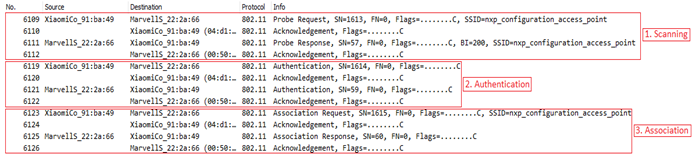 No. Source Destination Protocol Info
6109 XiaomiCo_91:ba:49 MarvellS_22:2a:66 802.11 Probe Request, SN=1613, FN=0, Flags=........C, SSID=nxp_configuration_access_point
6110 XiaomiCo_91:ba:49 (04:d1:… 802.11 Acknowledgement, Flags=........C
6111 MarvellS_22:2a:66 XiaomiCo_91:ba:49 802.11 Probe Response, SN=57, FN=0, Flags=........C, BI=200, SSID=nxp_configuration_access_point
6112 MarvellS_22:2a:66 (00:50:… 802.11 Acknowledgement, Flags=........C
1. Scanning
6119 XiaomiCo_91:ba:49 MarvellS_22:2a:66 802.11 Authentication, SN=1614, FN=0, Flags=........C
6120 XiaomiCo_91:ba:49 (04:d1:… 802.11 Acknowledgement, Flags=........C
6121 MarvellS_22:2a:66 XiaomiCo_91:ba:49 802.11 Authentication, SN=59, FN=0, Flags=........C
6122 MarvellS_22:2a:66 (00:50:… 802.11 Acknowledgement, Flags=........C
2. Authentication
6123 XiaomiCo_91:ba:49 MarvellS_22:2a:66 802.11 Association Request, SN=1615, FN=0, Flags=........C, SSID=nxp_configuration_access_point
6124 XiaomiCo_91:ba:49 (04:d1:… 802.11 Acknowledgement, Flags=........C
6125 MarvellS_22:2a:66 XiaomiCo_91:ba:49 802.11 Association Response, SN=60, FN=0, Flags=........C
6126 MarvellS_22:2a:66 (00:50:… 802.11 Acknowledgement, Flags=........C
3. Association